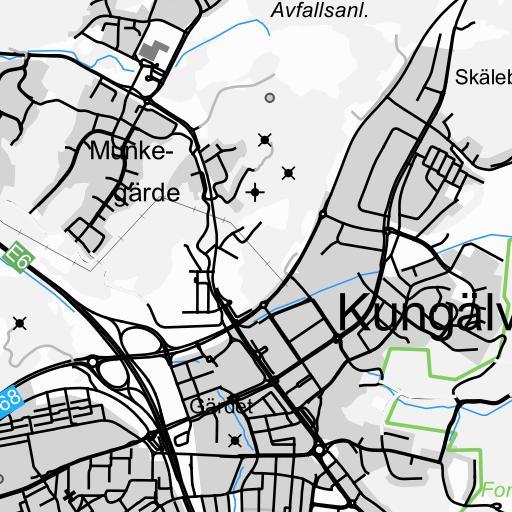 Avfallsanl.
Skäleb
Munke-
gärde
E6
Kungälv
68
Gärdet
For